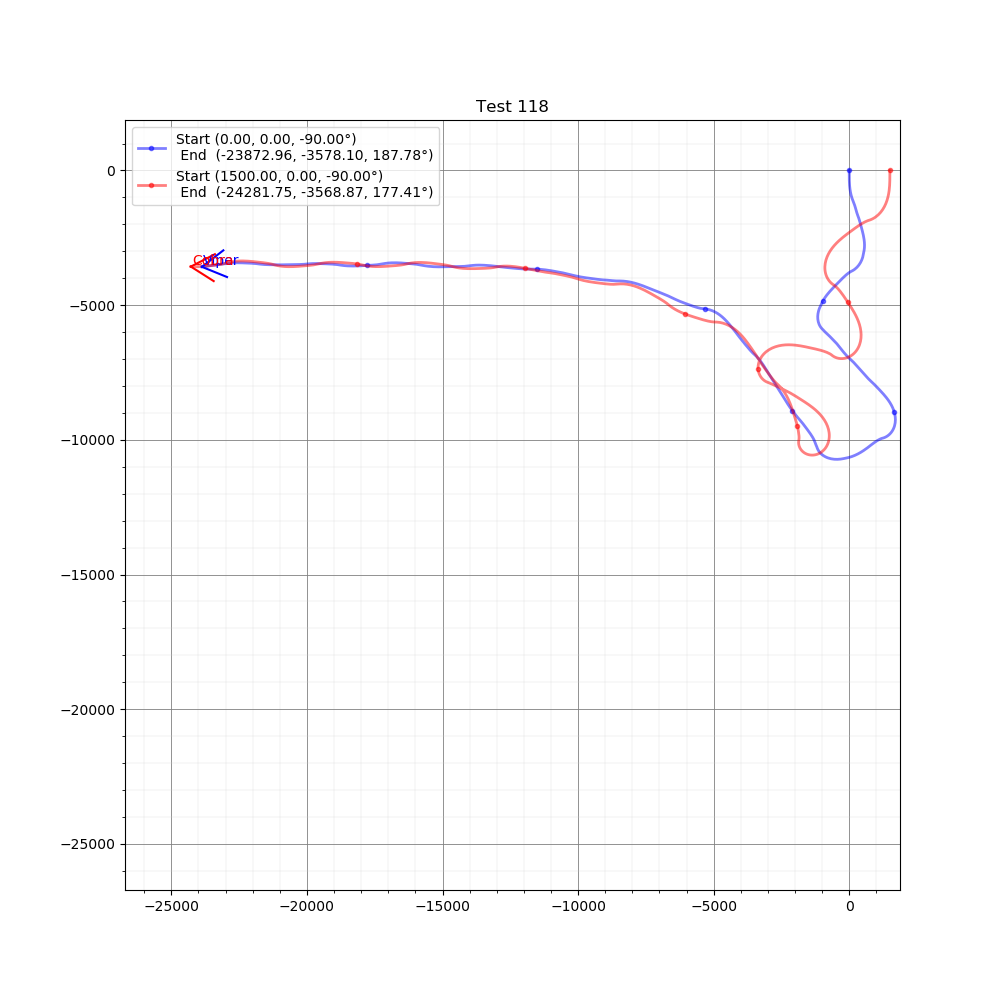 Test 118
Start (0.00, 0.00, -90.00°)
End (-23872.96, -3578.10, 187.78°)
Start (1500.00, 0.00, -90.00°)
End (-24281.75, -3568.87, 177.41°)
0
−5000
−10000
−15000
−20000
−25000
−25000
−20000
−15000
−10000
−5000
0